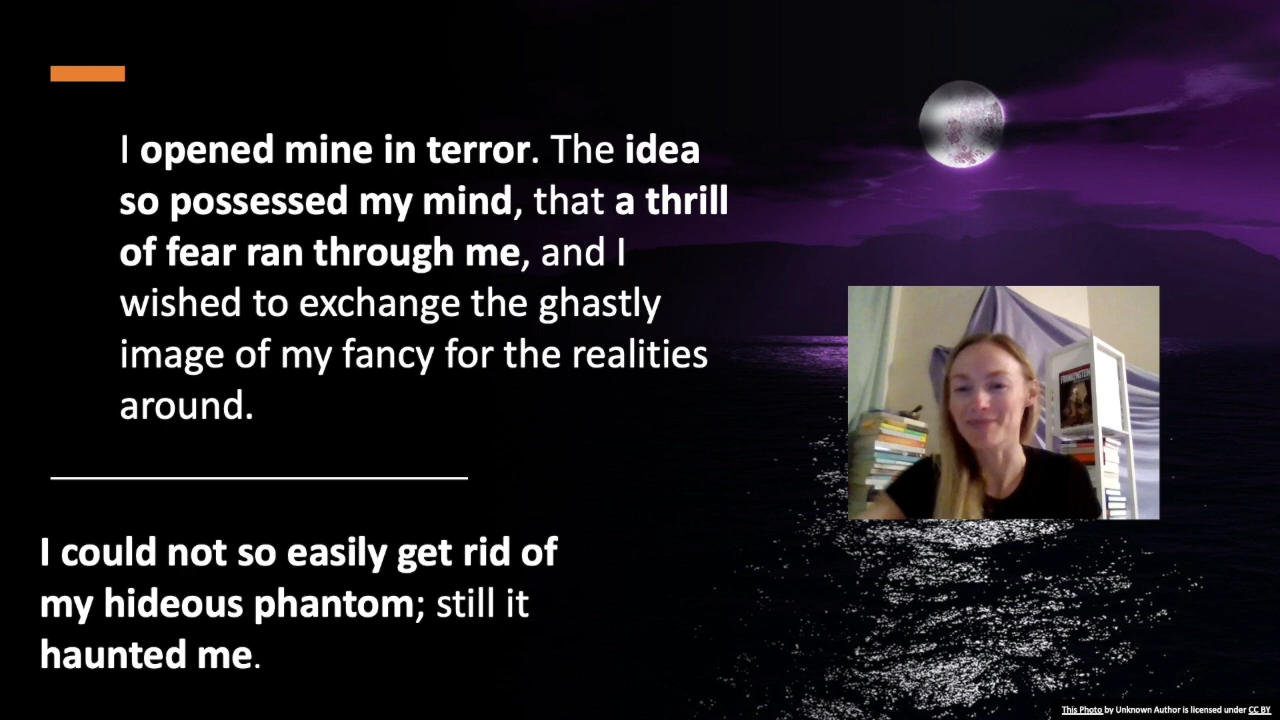 I opened mine in terror. The idea
so possessed my mind, that a thrill
of fear ran through me, and I
wished to exchange the ghastly
image of my fancy for the realities
around.
I could not so easily get rid of
my hideous phantom; still it
haunted me.
FRANKENSTEIN
This Photo by Unknown Author is licensed under CC BY